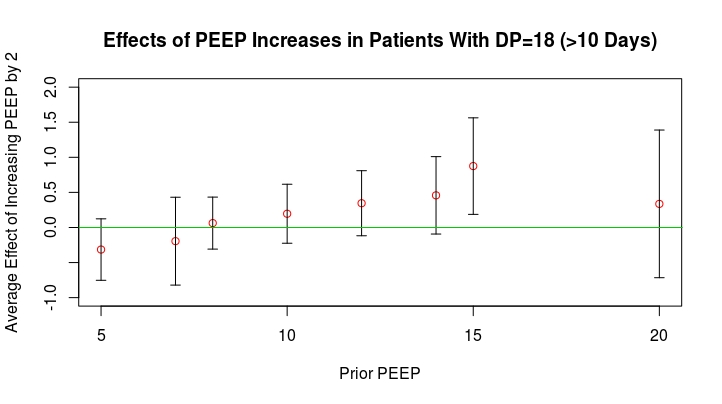 Effects of PEEP Increases in Patients With DP=18 (>10 Days)
Average Effect of Increasing PEEP by 2
2.0
1.5
1.0
0.5
0.0
-1.0
5 10 15 20
Prior PEEP